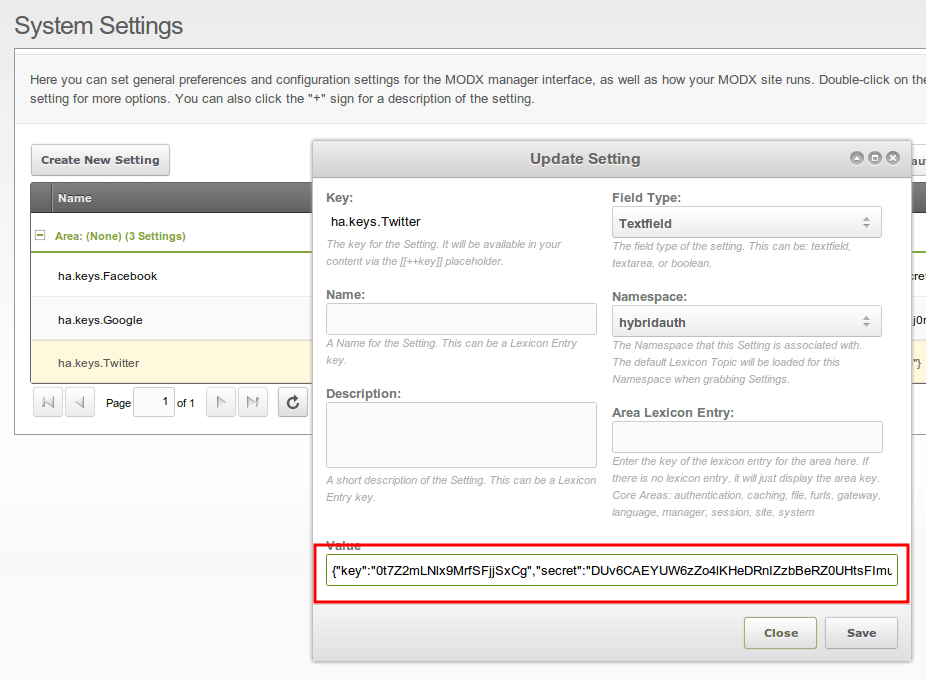 System Settings
Here you can set general preferences and configuration settings for the MODX manager interface, as well as how your MODX site runs. Double-click on the
setting for more options. You can also click the "+" sign for a description of the setting.
Create New Setting
Name
Area: (None) (3 Settings)
ha.keys.Facebook
ha.keys.Google
ha.keys.Twitter
Page 1 of 1
Update Setting
Key:
ha.keys.Twitter
The key for the Setting. It will be available in your
content via the [[++key]] placeholder.
Name:
A Name for the Setting. This can be a Lexicon Entry
key.
Description:
A short description of the Setting. This can be a Lexicon
Entry key.
Field Type:
Textfield
The field type of the setting. This can be: textfield,
textarea, or boolean.
Namespace:
hybridauth
The Namespace that this Setting is associated with.
The default Lexicon Topic will be loaded for this
Namespace when grabbing Settings.
Area Lexicon Entry:
Enter the key of the lexicon entry for the area here. If
there is no lexicon entry, it will just display the area key.
Core Areas: authentication, caching, file, furls, gateway,
language, manager, session, site, system
Value
{"key":"0t7Z2mLNlx9MrfSFjjSxCg","secret":"DUv6CAEYUW6zZo4lKHeDRnIZzbBeRZ0UHtsFImu
Close
Save
"}